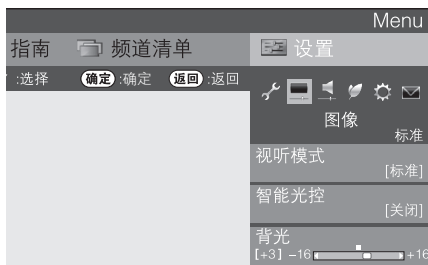 Menu
指南 频道清单 设置
:选择 确定:确定 返回:返回
图像
标准
视听模式
[标准]
智能光控
[关闭]
背光
[+3] -16 +16